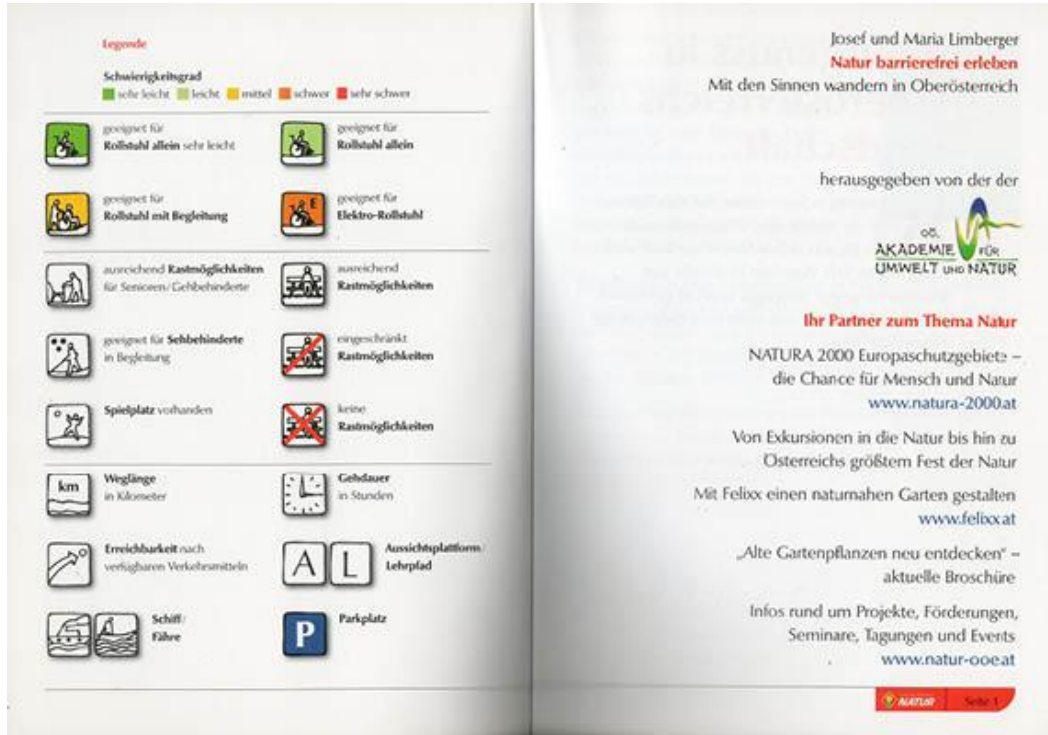 Legende
Schwierigkeitsgrad
sehr leicht leicht mittel schwer sehr schwer
geeignet für
Rollstuhl allein sehr leicht
geeignet für
Rollstuhl allein
geeignet für
Rollstuhl mit Begleitung
E
geeignet für
Elektro-Rollstuhl
ausreichend Rastmöglichkeiten
für Senioren/Gehbehinderte
ausreichend
Rastmöglichkeiten
geeignet für Sehbehinderte
in Begleitung
eingeschränkt
Rastmöglichkeiten
Spielplatz vorhanden
keine
Rastmöglichkeiten
km
Weglänge
in Kilometer
Gehdauer
in Stunden
Erreichbarkeit nach
verfügbaren Verkehrsmitteln
A L
Aussichtsplattform/
Lehrpfad
Schiff/
Fähre
P
Parkplatz
Josef und Maria Limberger
Natur barrierefrei erleben
Mit den Sinnen wandern in Oberösterreich
herausgegeben von der der
OÖ.
AKADEMIE FÜR
UMWELT UND NATUR
Ihr Partner zum Thema Natur
NATURA 2000 Europaschutzgebiete –
die Chance für Mensch und Natur
www.natura-2000.at
Von Exkursionen in die Natur bis hin zu
Österreichs größtem Fest der Natur
Mit Felixx einen naturnahen Garten gestalten
www.felixx.at
„Alte Gartenpflanzen neu entdecken“ –
aktuelle Broschüre
Infos rund um Projekte, Förderungen,
Seminare, Tagungen und Events
www.natur-ooe.at
NATUR Seite 1